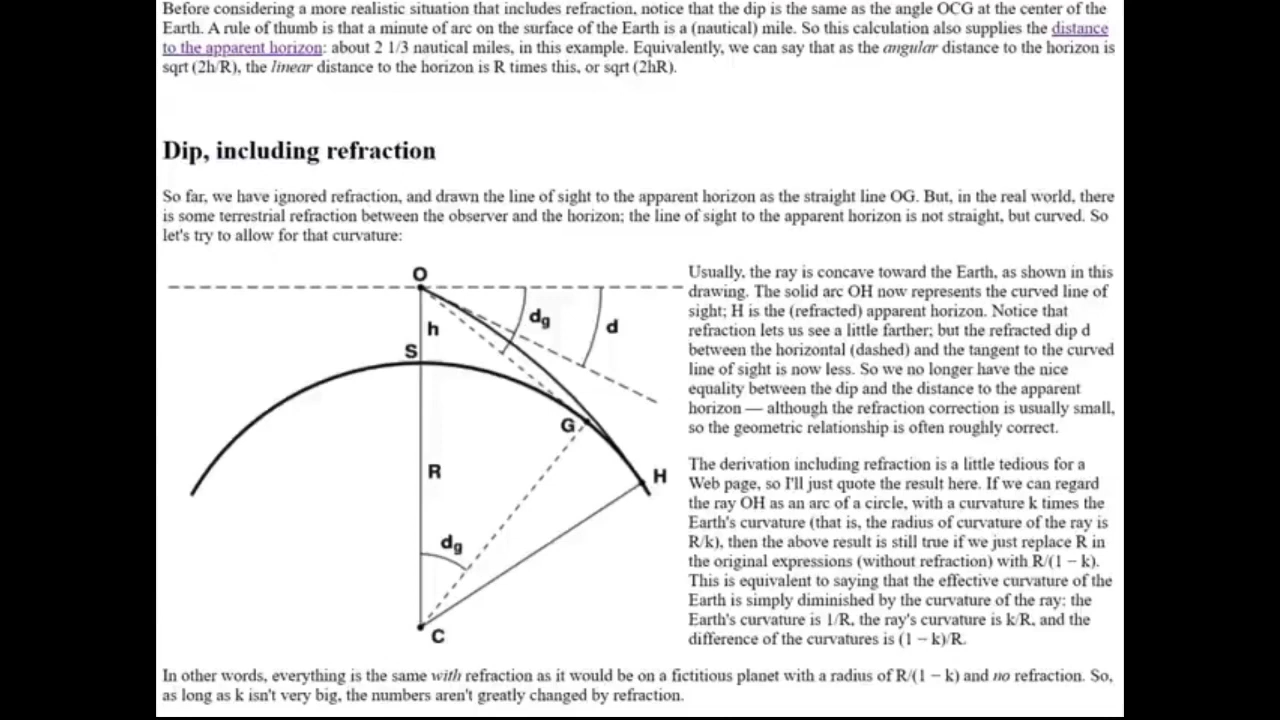 Before considering a more realistic situation that includes refraction, notice that the dip is the same as the angle OCG at the center of the
Earth. A rule of thumb is that a minute of arc on the surface of the Earth is a (nautical) mile. So this calculation also supplies the distance
to the apparent horizon: about 2 1/3 nautical miles, in this example. Equivalently, we can say that as the angular distance to the horizon is
sqrt (2h/R), the linear distance to the horizon is R times this, or sqrt (2hR).
Dip, including refraction
So far, we have ignored refraction, and drawn the line of sight to the apparent horizon as the straight line OG. But, in the real world, there
is some terrestrial refraction between the observer and the horizon; the line of sight to the apparent horizon is not straight, but curved. So
let's try to allow for that curvature:
O
h
dg
d
S
G
R
H
dg
C
Usually, the ray is concave toward the Earth, as shown in this
drawing. The solid arc OH now represents the curved line of
sight; H is the (refracted) apparent horizon. Notice that
refraction lets us see a little farther; but the refracted dip d
between the horizontal (dashed) and the tangent to the curved
line of sight is now less. So we no longer have the nice
equality between the dip and the distance to the apparent
horizon — although the refraction correction is usually small,
so the geometric relationship is often roughly correct.
The derivation including refraction is a little tedious for a
Web page, so I'll just quote the result here. If we can regard
the ray OH as an arc of a circle, with a curvature k times the
Earth's curvature (that is, the radius of curvature of the ray is
R/k), then the above result is still true if we just replace R in
the original expressions (without refraction) with R/(1 − k).
This is equivalent to saying that the effective curvature of the
Earth is simply diminished by the curvature of the ray: the
Earth's curvature is 1/R, the ray's curvature is k/R, and the
difference of the curvatures is (1 − k)/R.
In other words, everything is the same with refraction as it would be on a fictitious planet with a radius of R/(1 − k) and no refraction. So,
as long as k isn't very big, the numbers aren't greatly changed by refraction.